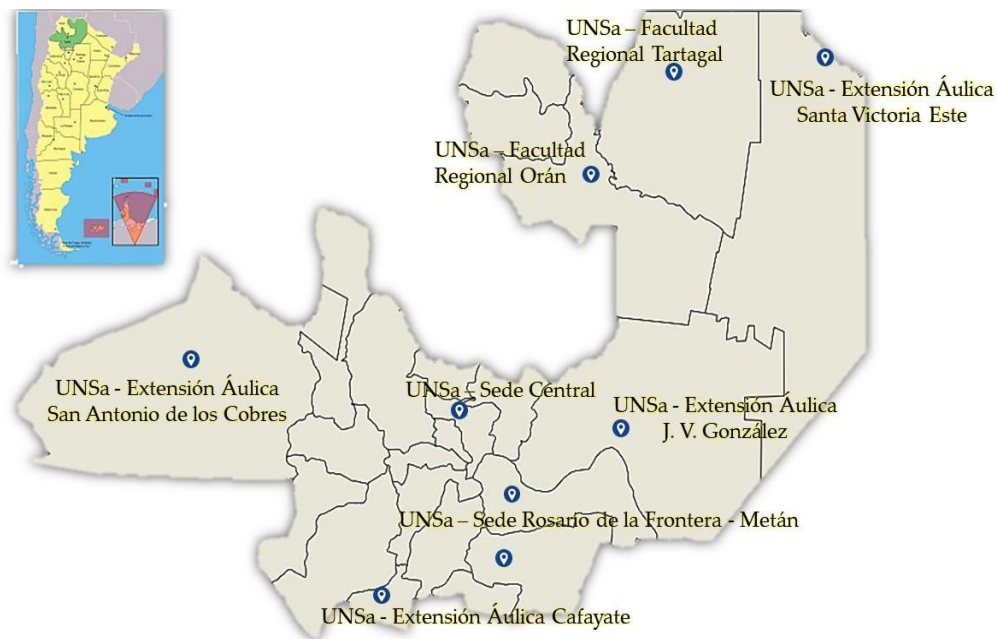 UNSa – Facultad
Regional Tartagal
UNSa - Extensión Áulica
Santa Victoria Este
UNSa – Facultad
Regional Orán
UNSa - Extensión Áulica
San Antonio de los Cobres
UNSa – Sede Central
UNSa - Extensión Áulica
J. V. González
UNSa – Sede Rosario de la Frontera - Metán
UNSa - Extensión Áulica Cafayate